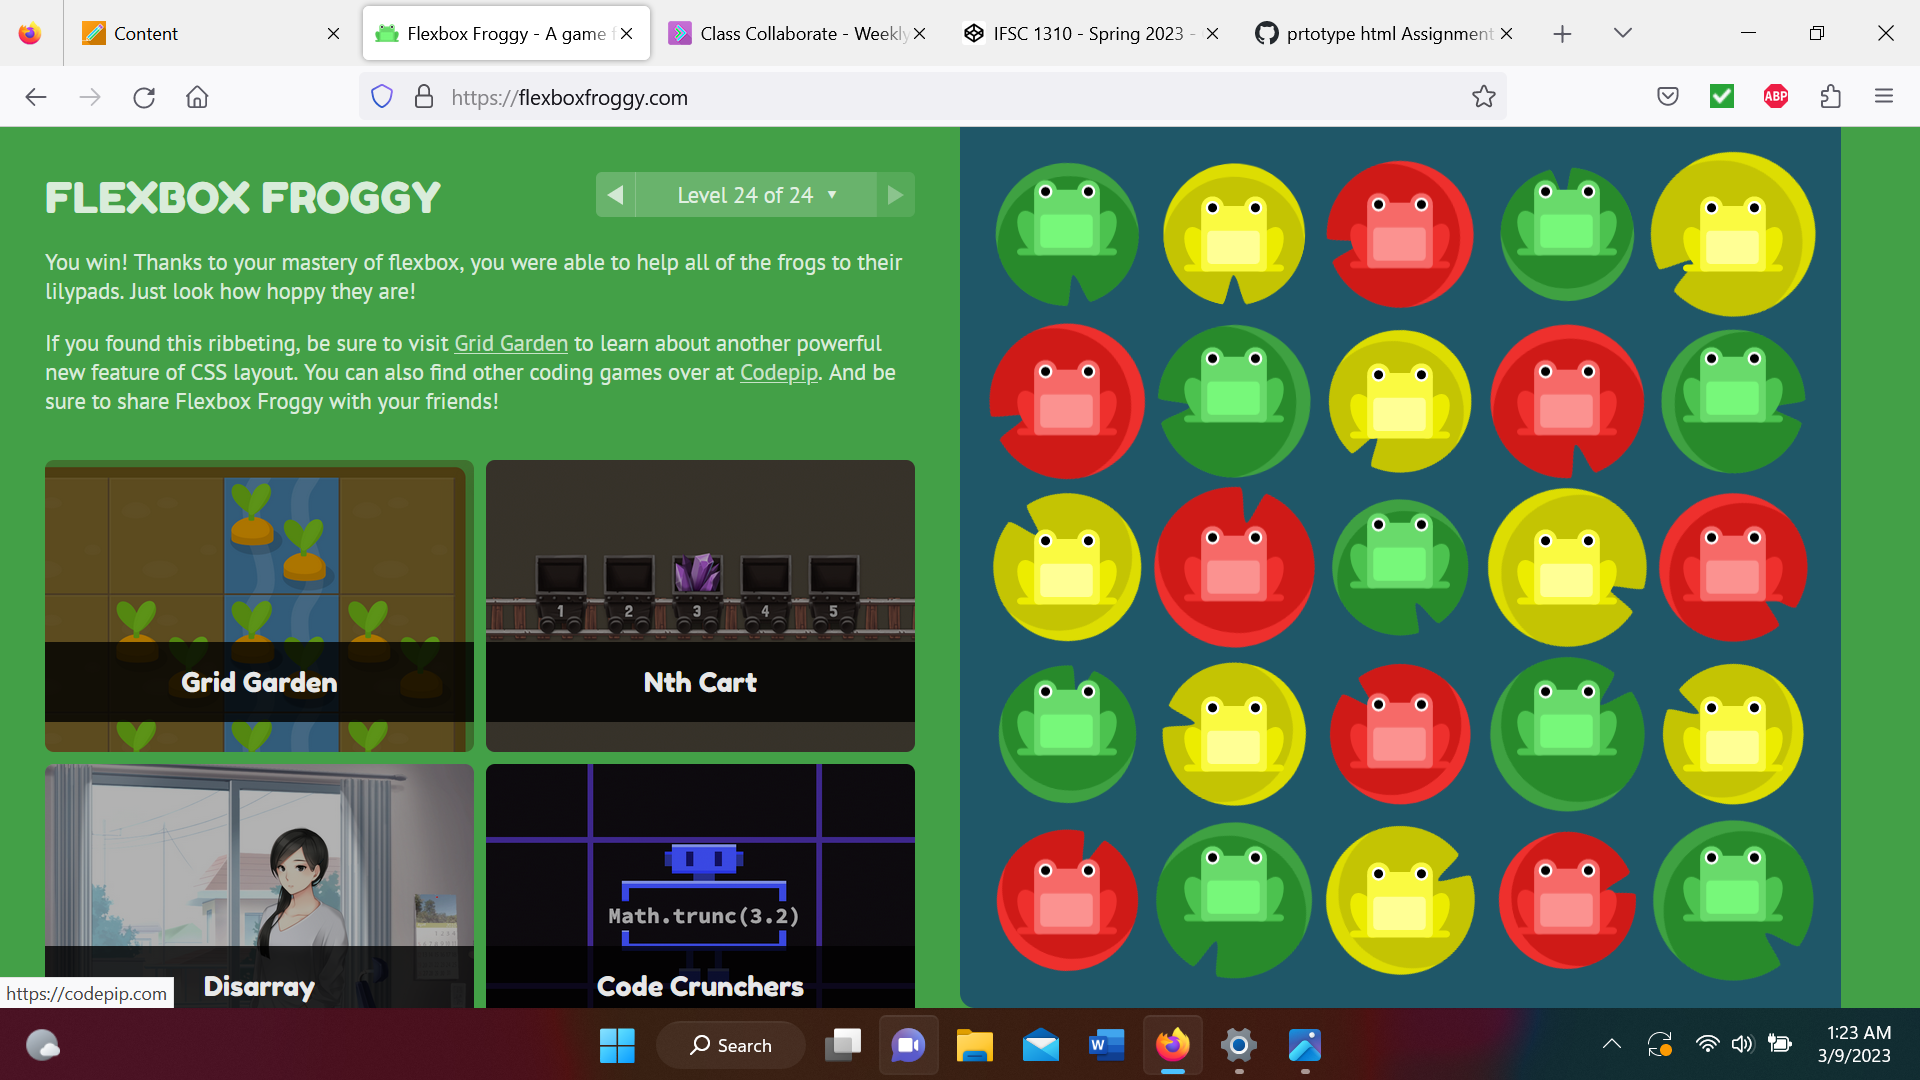 Content
Flexbox Froggy - A game f
Class Collaborate - Weekly
IFSC 1310 - Spring 2023 -
prtotype html Assignment
https://flexboxfroggy.com
ABP
FLEXBOX FROGGY
Level 24 of 24
You win! Thanks to your mastery of flexbox, you were able to help all of the frogs to their
lilypads. Just look how hoppy they are!
If you found this ribbeting, be sure to visit Grid Garden to learn about another powerful
new feature of CSS layout. You can also find other coding games over at Codepip. And be
sure to share Flexbox Froggy with your friends!
1 2 3 4 5
Grid Garden
Nth Cart
Math.trunc(3.2)
Disarray
Code Crunchers
https://codepip.com
Search
W
1:23 AM
3/9/2023